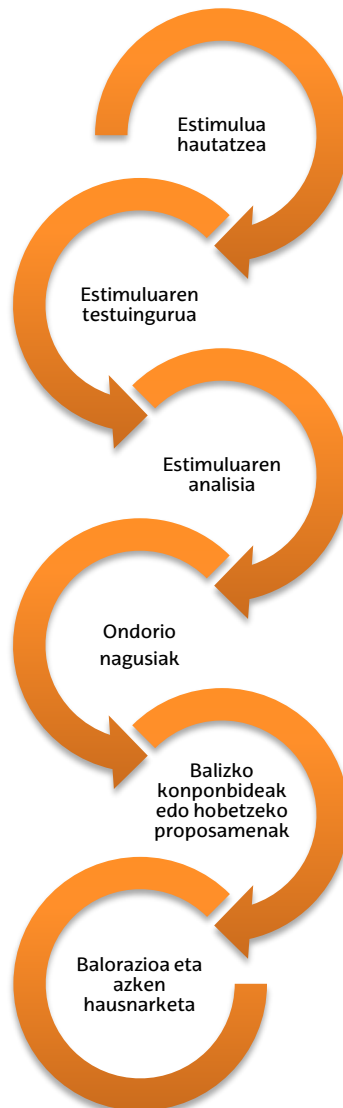 Estimulua
hautatzea
Estimuluaren
testuingurua
Estimuluaren
analisia
Ondorio
nagusiak
Balizko
konponbideak
edo hobetzeko
proposamenak
Balorazioa eta
azken
hausnarketa